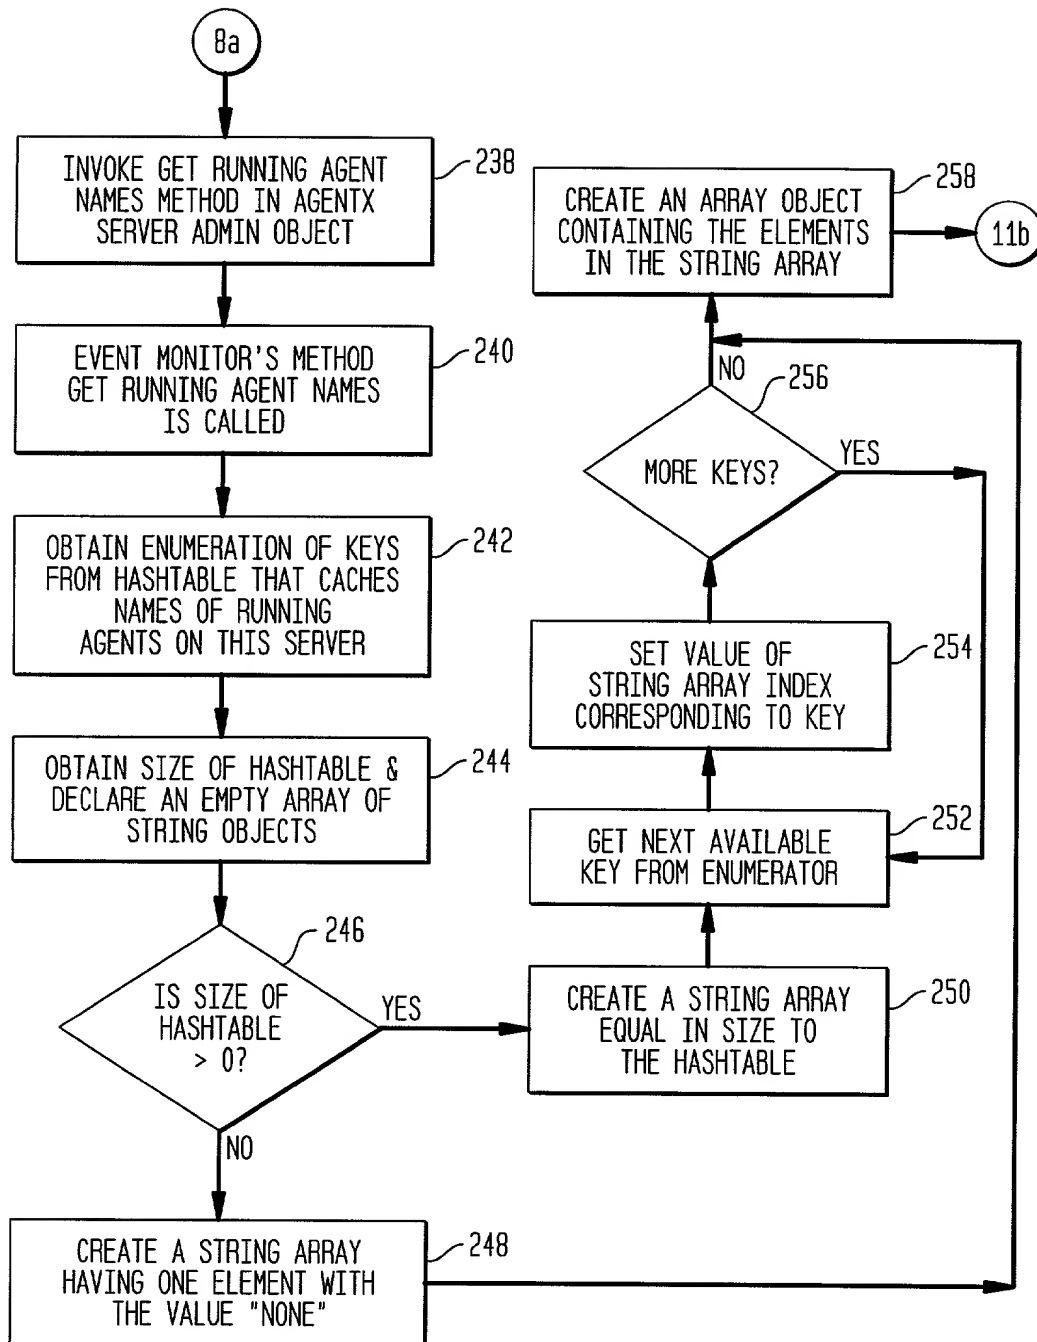 8a
INVOKE GET RUNNING AGENT
NAMES METHOD IN AGENTX
SERVER ADMIN OBJECT
238
EVENT MONITOR'S METHOD
GET RUNNING AGENT NAMES
IS CALLED
240
OBTAIN ENUMERATION OF KEYS
FROM HASHTABLE THAT CACHES
NAMES OF RUNNING
AGENTS ON THIS SERVER
242
OBTAIN SIZE OF HASHTABLE &
DECLARE AN EMPTY ARRAY OF
STRING OBJECTS
244
IS SIZE OF
HASHTABLE
> 0?
246
YES
NO
CREATE A STRING ARRAY
HAVING ONE ELEMENT WITH
THE VALUE "NONE"
248
CREATE A STRING ARRAY
EQUAL IN SIZE TO
THE HASHTABLE
250
GET NEXT AVAILABLE
KEY FROM ENUMERATOR
252
SET VALUE OF
STRING ARRAY INDEX
CORRESPONDING TO KEY
254
MORE KEYS?
256
YES
NO
CREATE AN ARRAY OBJECT
CONTAINING THE ELEMENTS
IN THE STRING ARRAY
258
11b